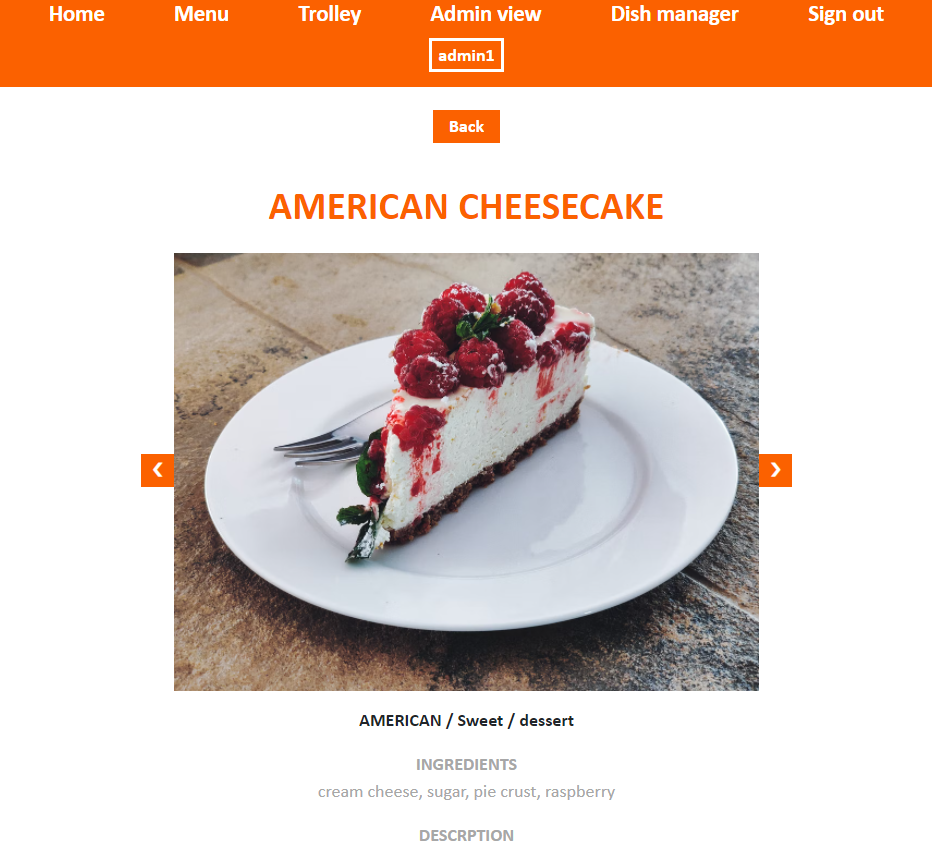 Home Menu Trolley Admin view Dish manager Sign out
admin1
Back
AMERICAN CHEESECAKE
❮ ❯
AMERICAN / Sweet / dessert
INGREDIENTS
cream cheese, sugar, pie crust, raspberry
DESCRPTION